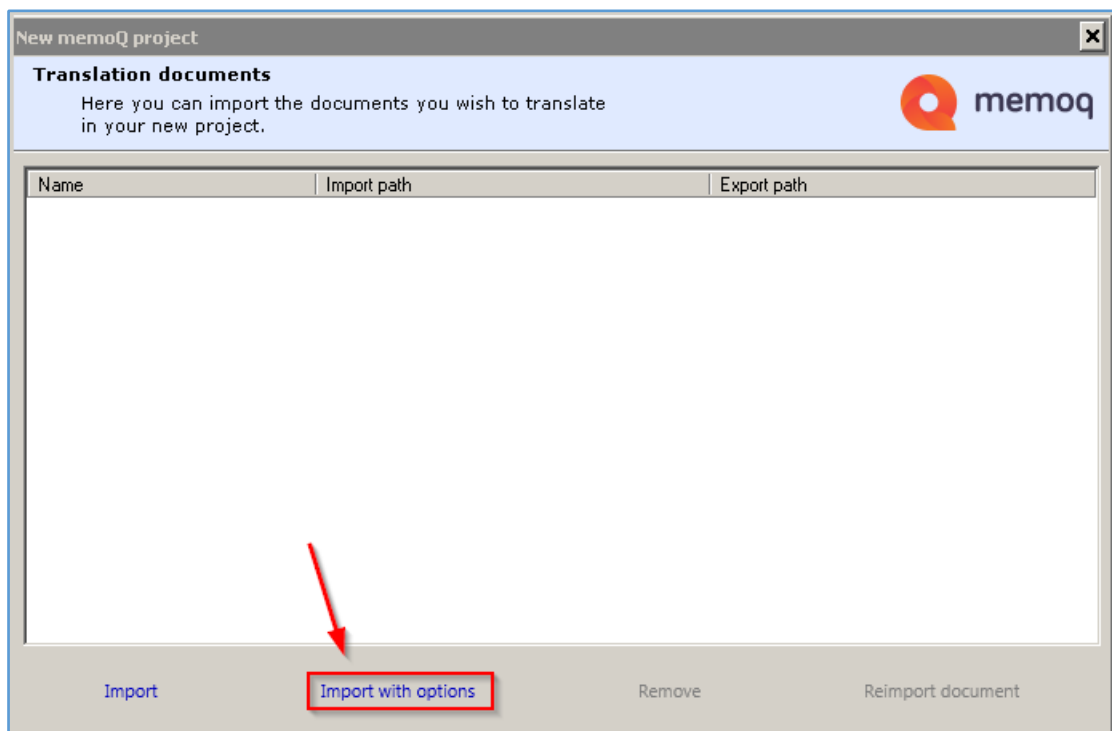 New memoQ project
Translation documents
Here you can import the documents you wish to translate
in your new project.
memoq
Name Import path Export path
Import Import with options Remove Reimport document